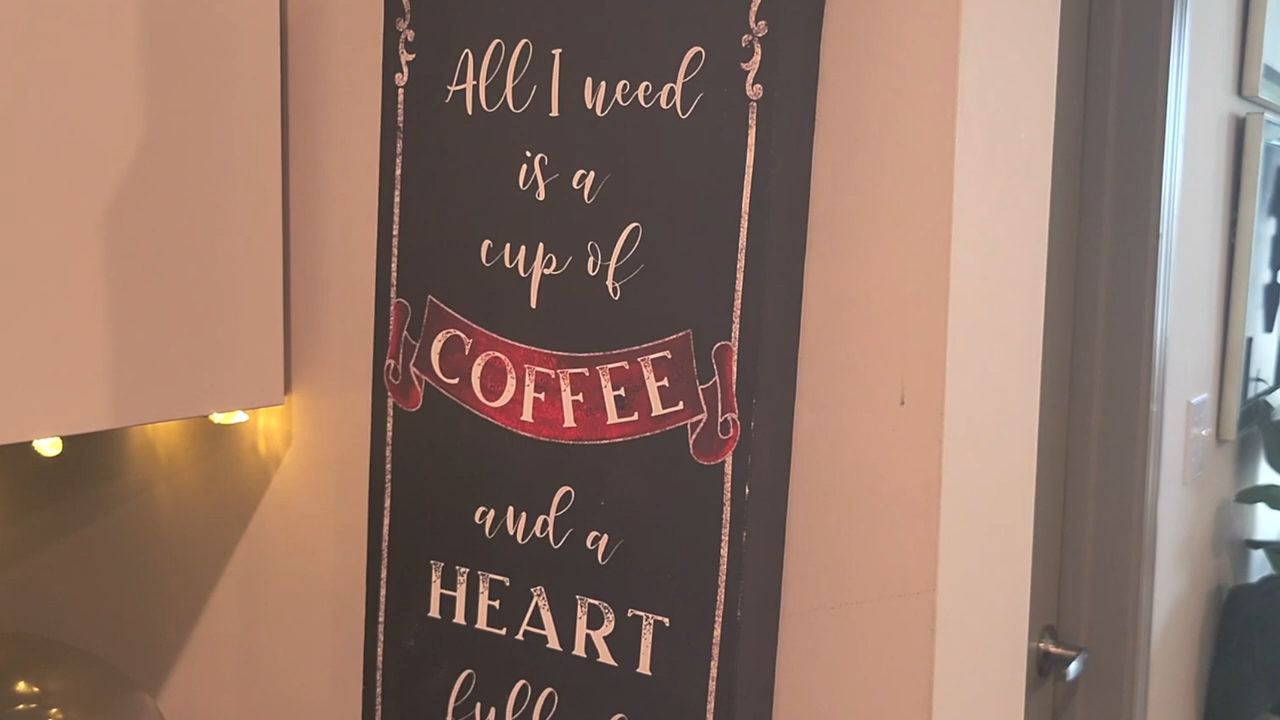 All I need
is a
cup of
COFFEE
and a
HEART
full